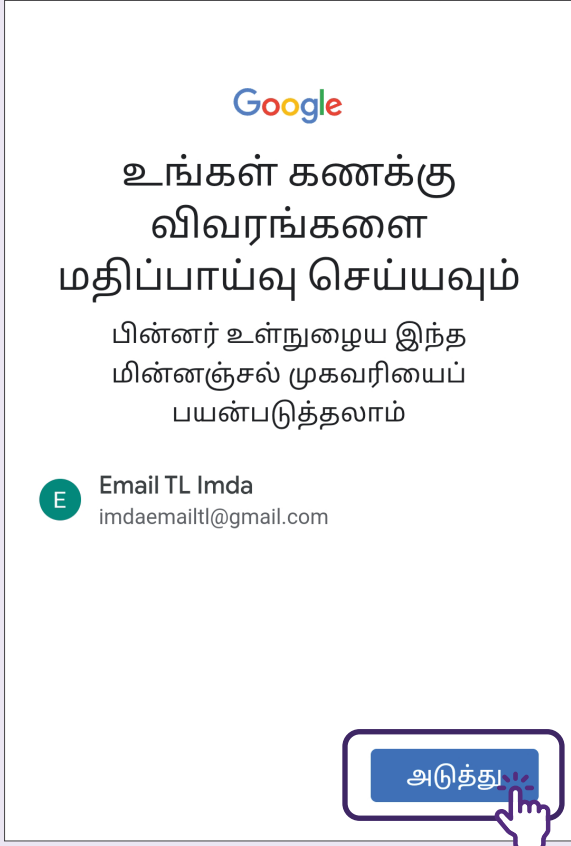 Google
உங்கள் கணக்கு
விவரங்களை
மதிப்பாய்வு செய்யவும்
பின்னர் உள்நுழைய இந்த
மின்னஞ்சல் முகவரியைப்
பயன்படுத்தலாம்
E
Email TL Imda
imdaemailtl@gmail.com
அடுத்து